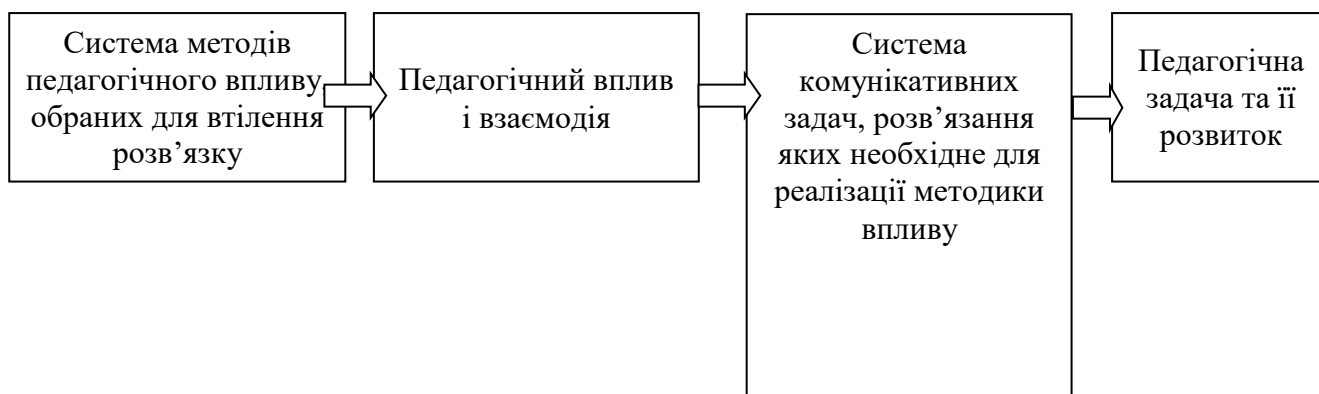 Система методів
педагогічного впливу,
обраних для втілення
розв’язку
Педагогічний вплив
і взаємодія
Система
комунікативних
задач, розв’язання
яких необхідне для
реалізації методики
впливу
Педагогічна
задача та її
розвиток